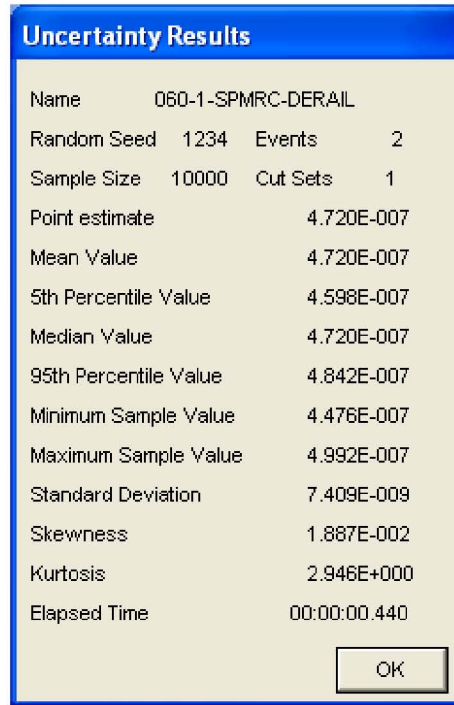 Uncertainty Results
Name 060-1-SPMRC-DERAIL
Random Seed 1234 Events 2
Sample Size 10000 Cut Sets 1
Point estimate 4.720E-007
Mean Value 4.720E-007
5th Percentile Value 4.598E-007
Median Value 4.720E-007
95th Percentile Value 4.842E-007
Minimum Sample Value 4.476E-007
Maximum Sample Value 4.992E-007
Standard Deviation 7.409E-009
Skewness 1.887E-002
Kurtosis 2.946E+000
Elapsed Time 00:00:00.440
OK